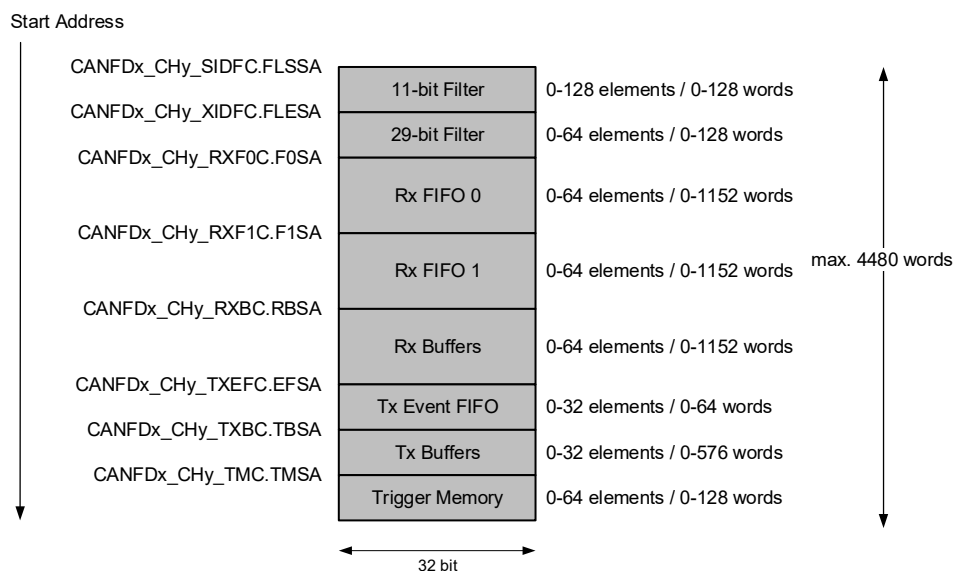 Start Address
CANFDx_CHy_SIDFC.FLSSA
11-bit Filter 0-128 elements / 0-128 words
CANFDx_CHy_XIDFC.FLESA
29-bit Filter 0-64 elements / 0-128 words
CANFDx_CHy_RXF0C.F0SA
Rx FIFO 0 0-64 elements / 0-1152 words
CANFDx_CHy_RXF1C.F1SA
Rx FIFO 1 0-64 elements / 0-1152 words
max. 4480 words
CANFDx_CHy_RXBC.RBSA
Rx Buffers 0-64 elements / 0-1152 words
CANFDx_CHy_TXEFC.EFSA
Tx Event FIFO 0-32 elements / 0-64 words
CANFDx_CHy_TXBC.TBSA
Tx Buffers 0-32 elements / 0-576 words
CANFDx_CHy_TMC.TMSA
Trigger Memory 0-64 elements / 0-128 words
32 bit